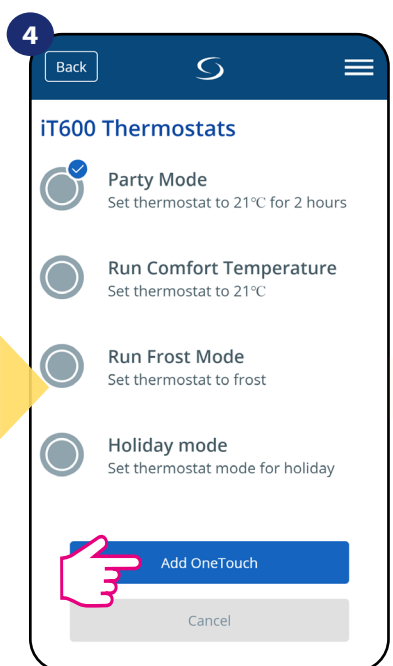 4
Back
iT600 Thermostats
Party Mode
Set thermostat to 21℃ for 2 hours
Run Comfort Temperature
Set thermostat to 21℃
Run Frost Mode
Set thermostat to frost
Holiday mode
Set thermostat mode for holiday
Add OneTouch
Cancel